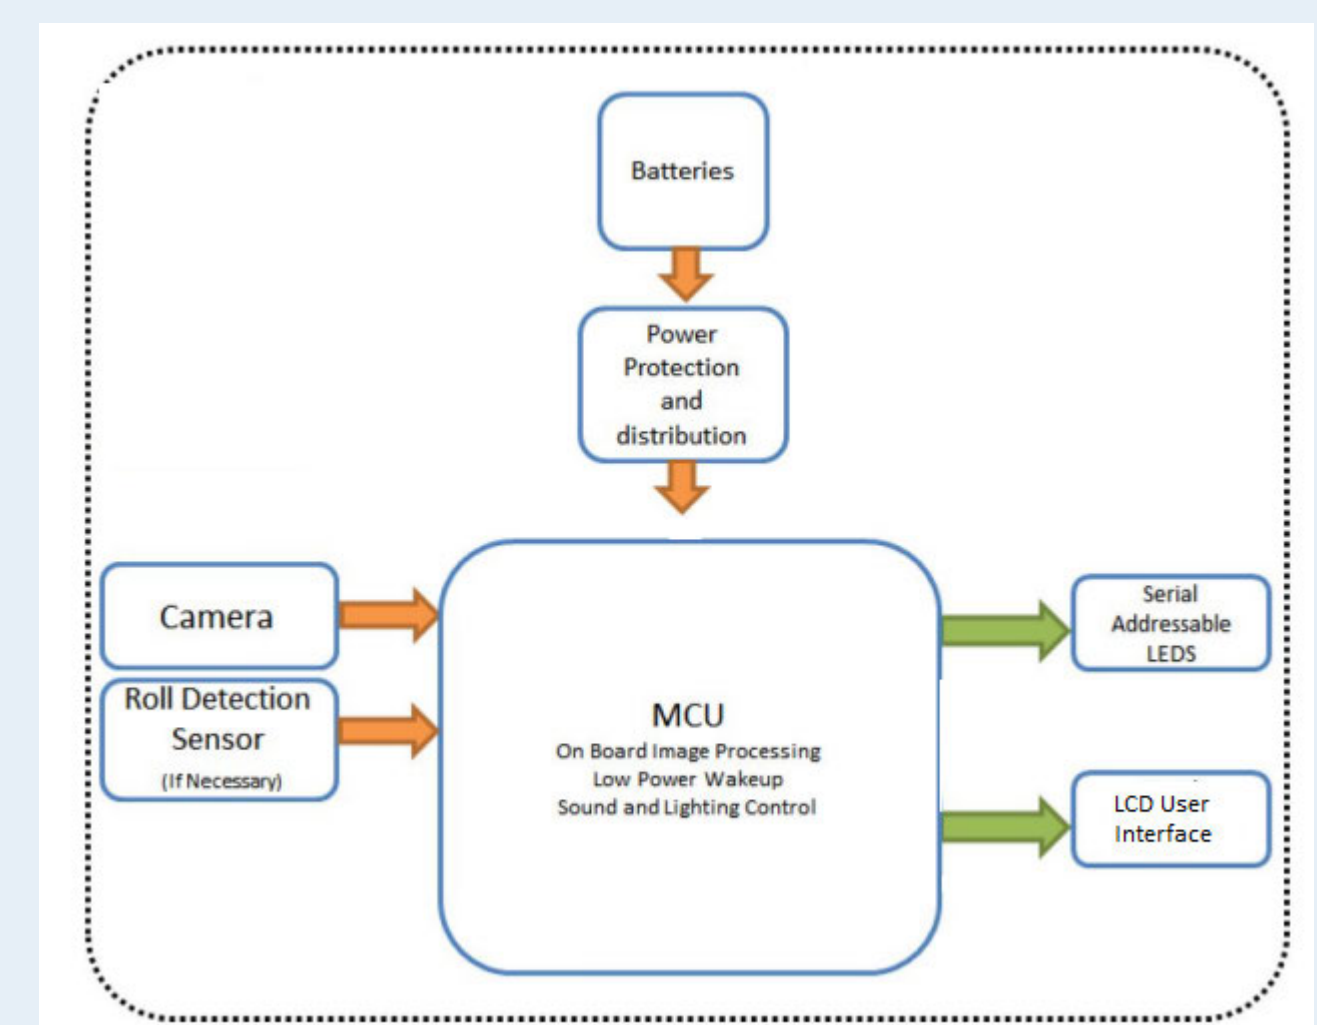 Batteries
Power
Protection
and
distribution
Camera
Roll Detection
Sensor
(If Necessary)
MCU
On Board Image Processing
Low Power Wakeup
Sound and Lighting Control
Serial
Addressable
LEDS
LCD User
Interface